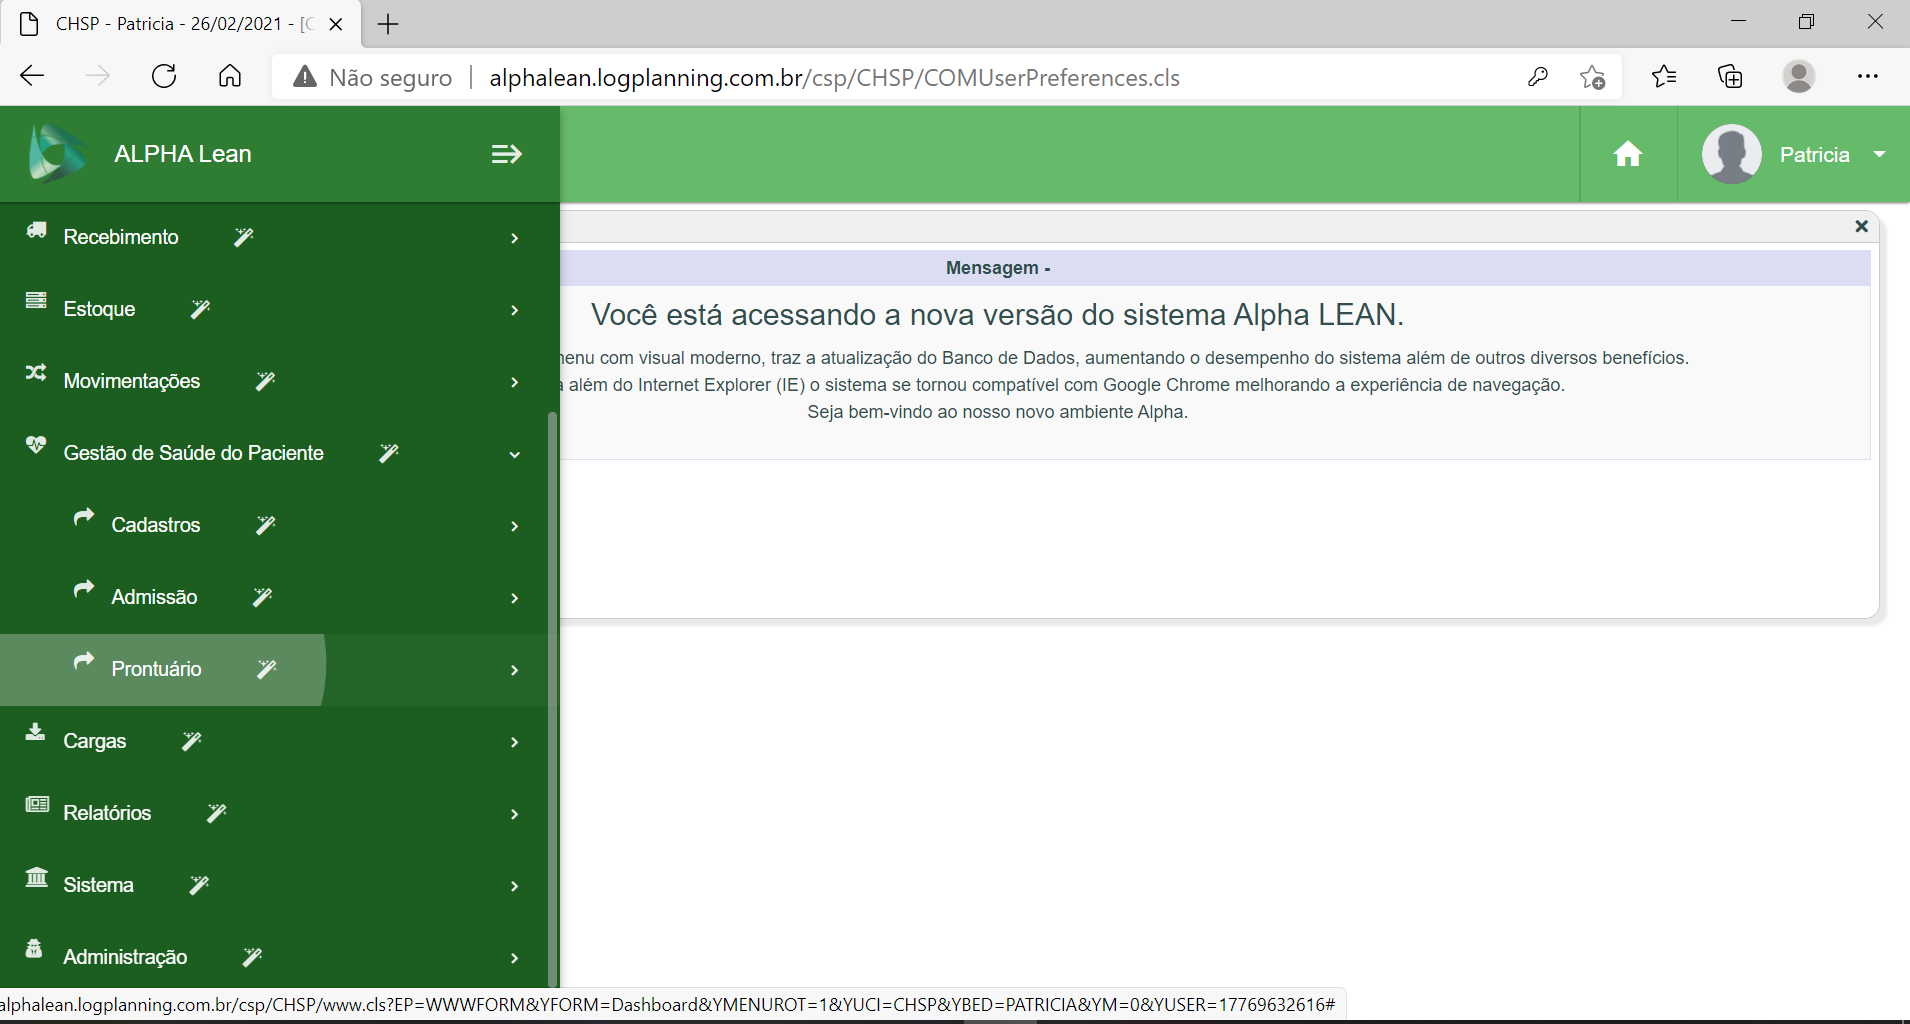 CHSP - Patricia - 26/02/2021 - [C
Não seguro
alphalean.logplanning.com.br/csp/CHSP/COMUserPreferences.cls
ALPHA Lean
Patricia
Recebimento
Estoque
Movimentações
Gestão de Saúde do Paciente
Cadastros
Admissão
Prontuário
Cargas
Relatórios
Sistema
Administração
Mensagem -
Você está acessando a nova versão do sistema Alpha LEAN.
menu com visual moderno, traz a atualização do Banco de Dados, aumentando o desempenho do sistema além de outros diversos benefícios.
a além do Internet Explorer (IE) o sistema se tornou compatível com Google Chrome melhorando a experiência de navegação.
Seja bem-vindo ao nosso novo ambiente Alpha.
alphalean.logplanning.com.br/csp/CHSP/www.cls?EP=WWWFORM&YFORM=Dashboard&YMENUROT=1&YUCI=CHSP&YBED=PATRICIA&YM=0&YUSER=17769632616#